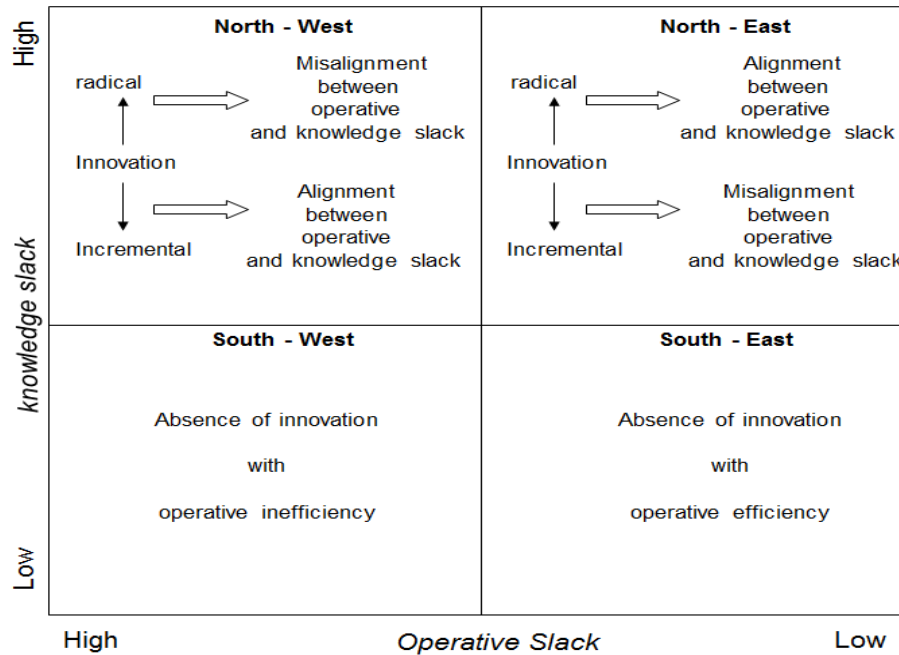 High
knowledge slack
Low
North - West
radical
Misalignment
between
operative
and knowledge slack
Innovation
Incremental
Alignment
between
operative
and knowledge slack
North - East
radical
Alignment
between
operative
and knowledge slack
Innovation
Incremental
Misalignment
between
operative
and knowledge slack
South - West
Absence of innovation
with
operative inefficiency
South - East
Absence of innovation
with
operative efficiency
High
Operative Slack
Low